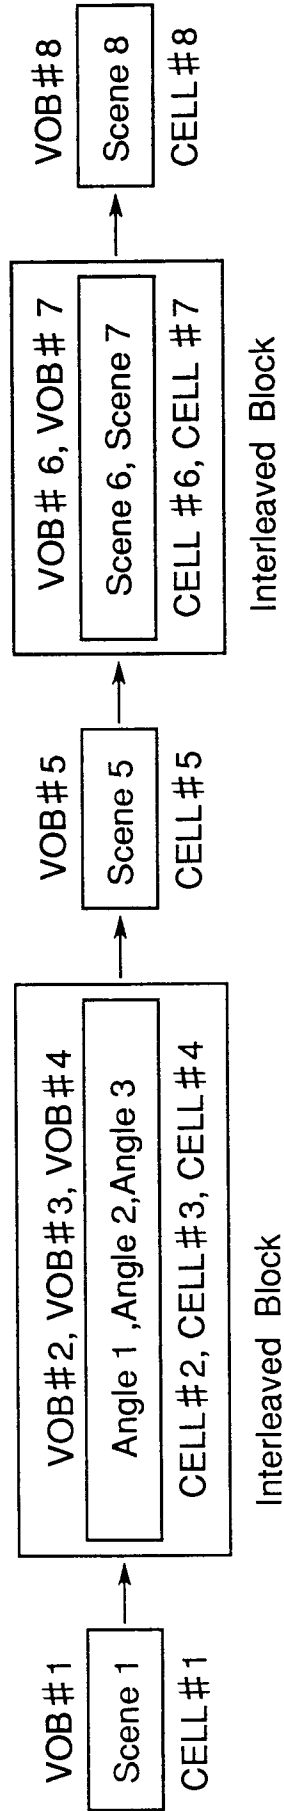 VOB#1
Scene 1
CELL#1
VOB#2, VOB#3, VOB#4
Angle 1 ,Angle 2,Angle 3
CELL#2, CELL#3, CELL#4
Interleaved Block
VOB#5
Scene 5
CELL#5
VOB# 6, VOB# 7
Scene 6, Scene 7
CELL #6, CELL #7
Interleaved Block
VOB#8
Scene 8
CELL#8